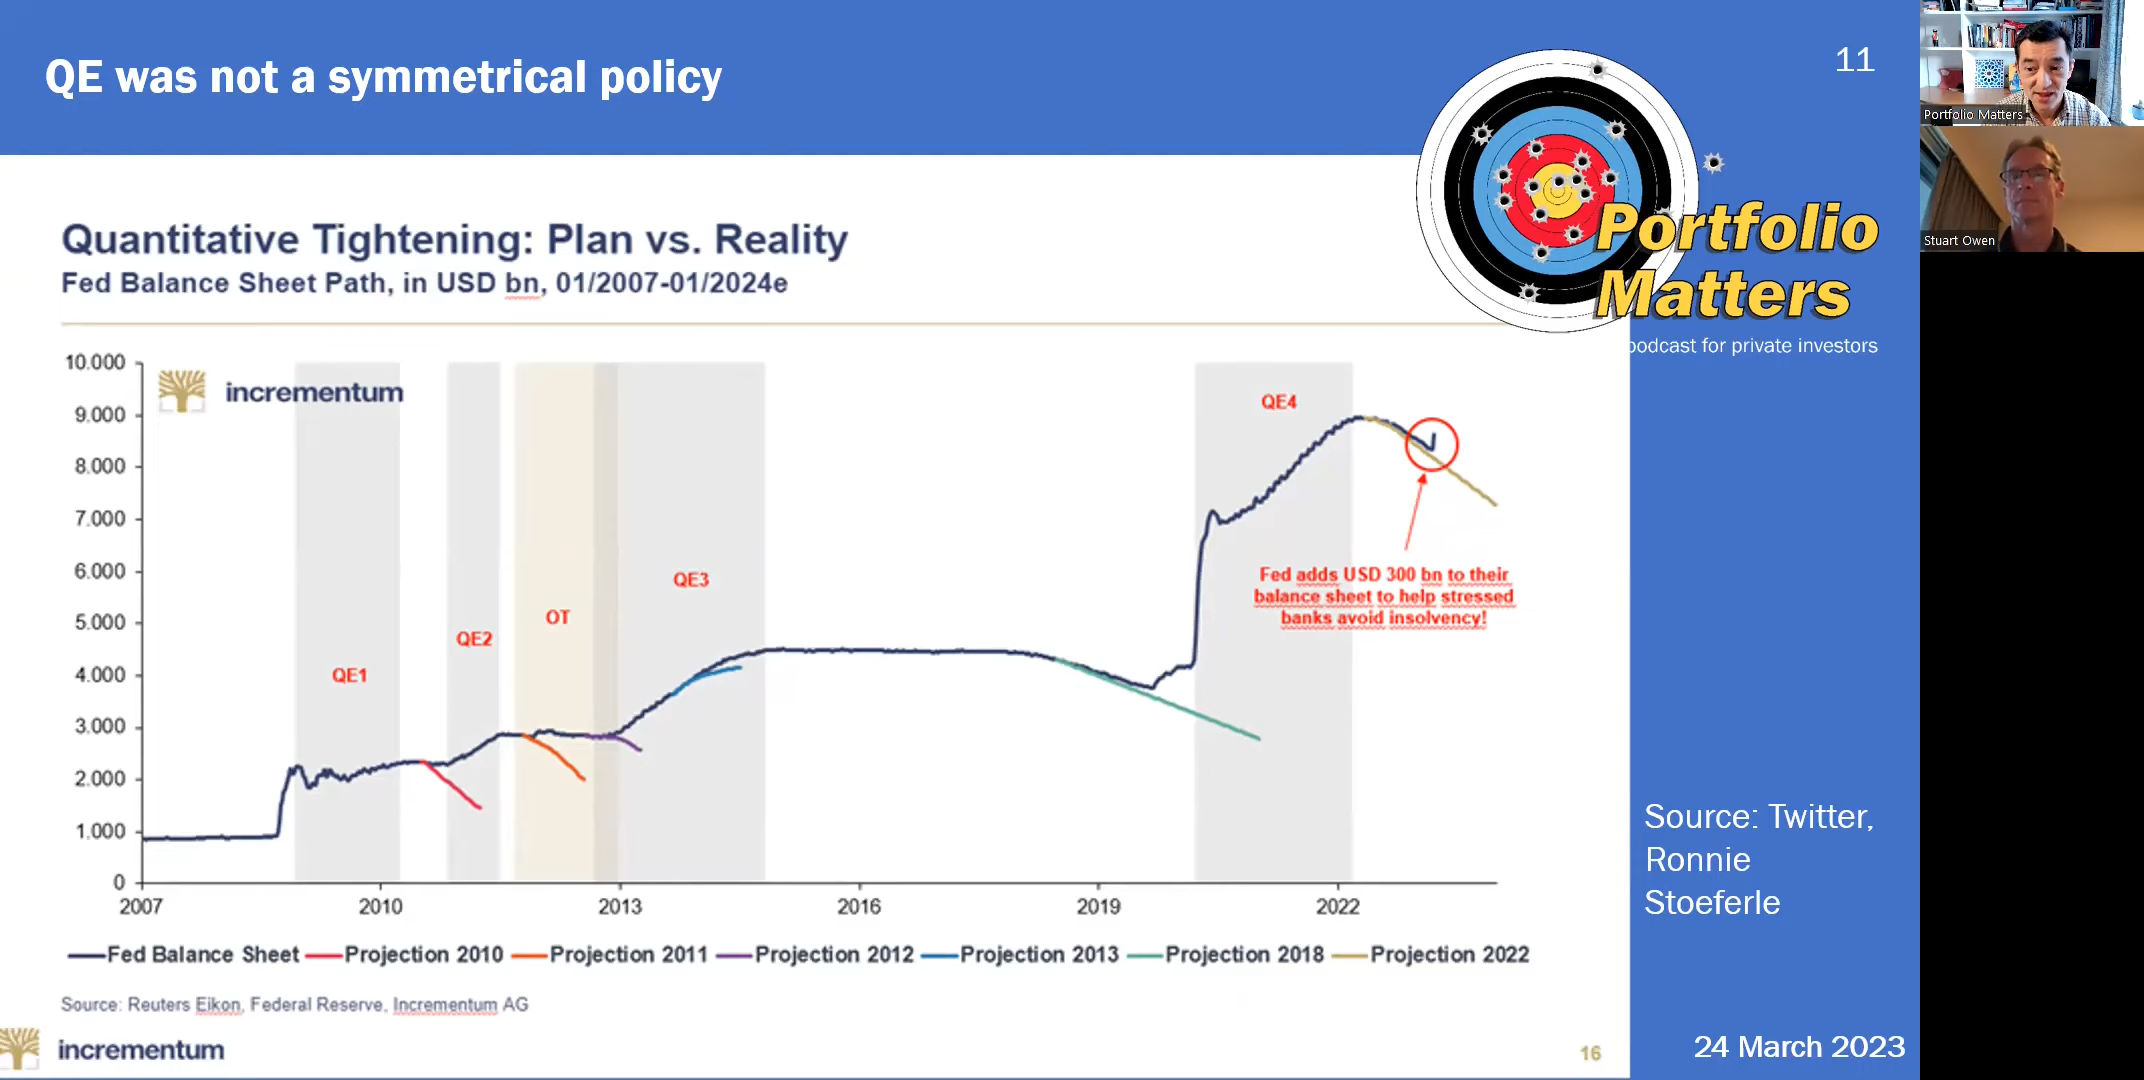 QE was not a symmetrical policy
11
Portfolio Matters
Stuart Owen
Portfolio
Matters
podcast for private investors
Quantitative Tightening: Plan vs. Reality
Fed Balance Sheet Path, in USD bn, 01/2007-01/2024e
incrementum
10.000
9.000
8.000
7.000
6.000
5.000
4.000
3.000
2.000
1.000
0
QE1
QE2
OT
QE3
QE4
Fed adds USD 300 bn to their
balance sheet to help stressed
banks avoid insolvency!
2007 2010 2013 2016 2019 2022
Fed Balance Sheet Projection 2010 Projection 2011 Projection 2012 Projection 2013 Projection 2018 Projection 2022
Source: Reuters Eikon, Federal Reserve, Incrementum AG
incrementum
16
Source: Twitter,
Ronnie
Stoeferle
24 March 2023